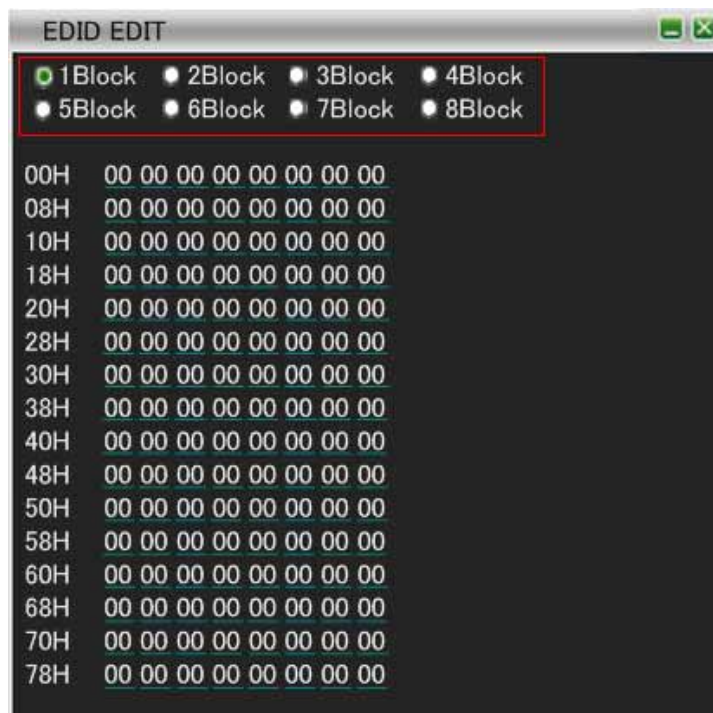 EDID EDIT
1Block 2Block 3Block 4Block
5Block 6Block 7Block 8Block
00H 00 00 00 00 00 00 00 00
08H 00 00 00 00 00 00 00 00
10H 00 00 00 00 00 00 00 00
18H 00 00 00 00 00 00 00 00
20H 00 00 00 00 00 00 00 00
28H 00 00 00 00 00 00 00 00
30H 00 00 00 00 00 00 00 00
38H 00 00 00 00 00 00 00 00
40H 00 00 00 00 00 00 00 00
48H 00 00 00 00 00 00 00 00
50H 00 00 00 00 00 00 00 00
58H 00 00 00 00 00 00 00 00
60H 00 00 00 00 00 00 00 00
68H 00 00 00 00 00 00 00 00
70H 00 00 00 00 00 00 00 00
78H 00 00 00 00 00 00 00 00